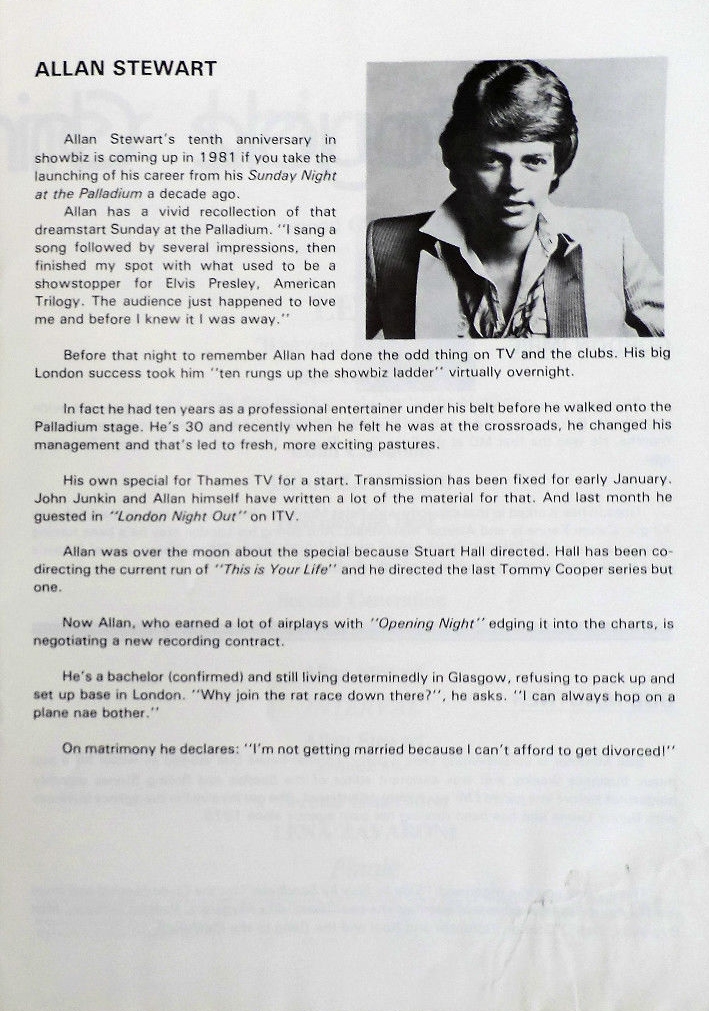 ALLAN STEWART
Allan Stewart's tenth anniversary in
showbiz is coming up in 1981 if you take the
launching of his career from his Sunday Night
at the Palladium a decade ago.
Allan has a vivid recollection of that
dreamstart Sunday at the Palladium. "I sang a
song followed by several impressions, then
finished my spot with what used to be a
showstopper for Elvis Presley, American
Trilogy. The audience just happened to love
me and before I knew it I was away."
Before that night to remember Allan had done the odd thing on TV and the clubs. His big
London success took him "ten rungs up the showbiz ladder" virtually overnight.
In fact he had ten years as a professional entertainer under his belt before he walked onto the
Palladium stage. He's 30 and recently when he felt he was at the crossroads, he changed his
management and that's led to fresh, more exciting pastures.
His own special for Thames TV for a start. Transmission has been fixed for early January.
John Junkin and Allan himself have written a lot of the material for that. And last month he
guested in "London Night Out" on ITV.
Allan was over the moon about the special because Stuart Hall directed. Hall has been co-
directing the current run of "This is Your Life" and he directed the last Tommy Cooper series but
one.
Now Allan, who earned a lot of airplays with "Opening Night" edging it into the charts, is
negotiating a new recording contract.
He's a bachelor (confirmed) and still living determinedly in Glasgow, refusing to pack up and
set up base in London. "Why join the rat race down there?", he asks. "I can always hop on a
plane nae bother."
On matrimony he declares: "I'm not getting married because I can't afford to get divorced!"